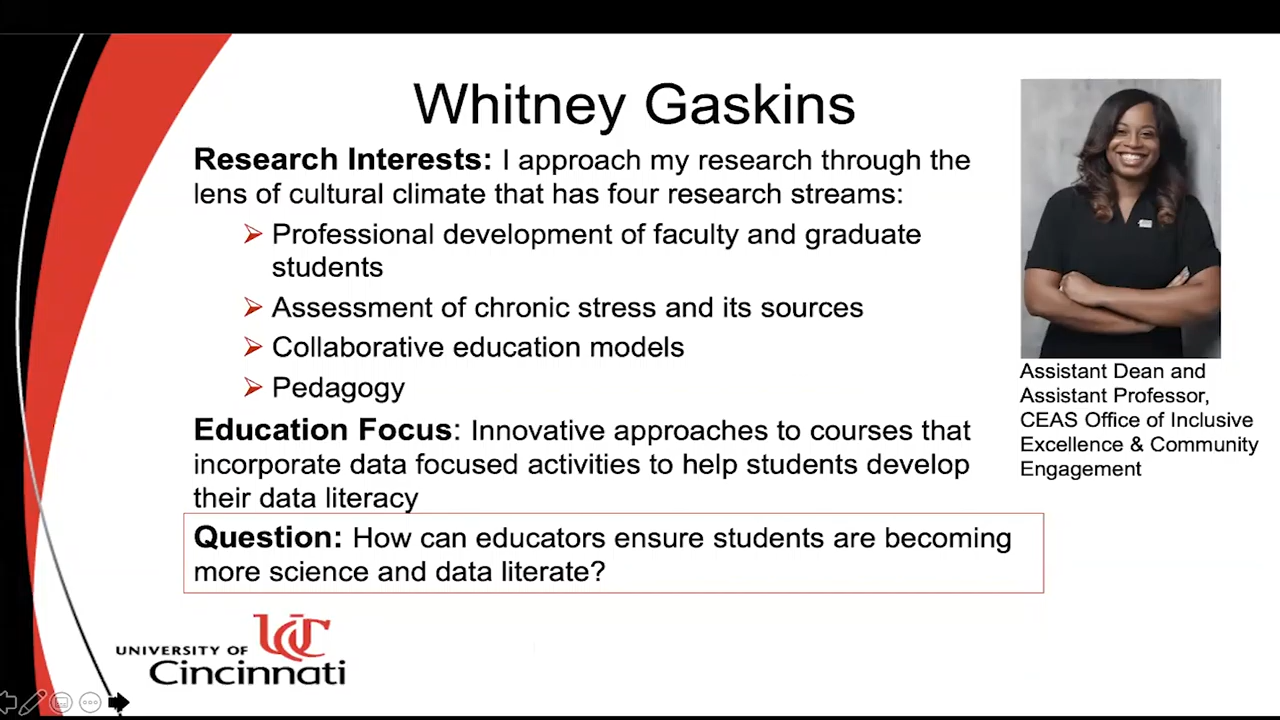 Whitney Gaskins
Research Interests: I approach my research through the
lens of cultural climate that has four research streams:
Professional development of faculty and graduate
students
Assessment of chronic stress and its sources
Collaborative education models
Pedagogy
Education Focus: Innovative approaches to courses that
incorporate data focused activities to help students develop
their data literacy
Question: How can educators ensure students are becoming
more science and data literate?
Assistant Dean and
Assistant Professor,
CEAS Office of Inclusive
Excellence & Community
Engagement
UC
UNIVERSITY OF
Cincinnati